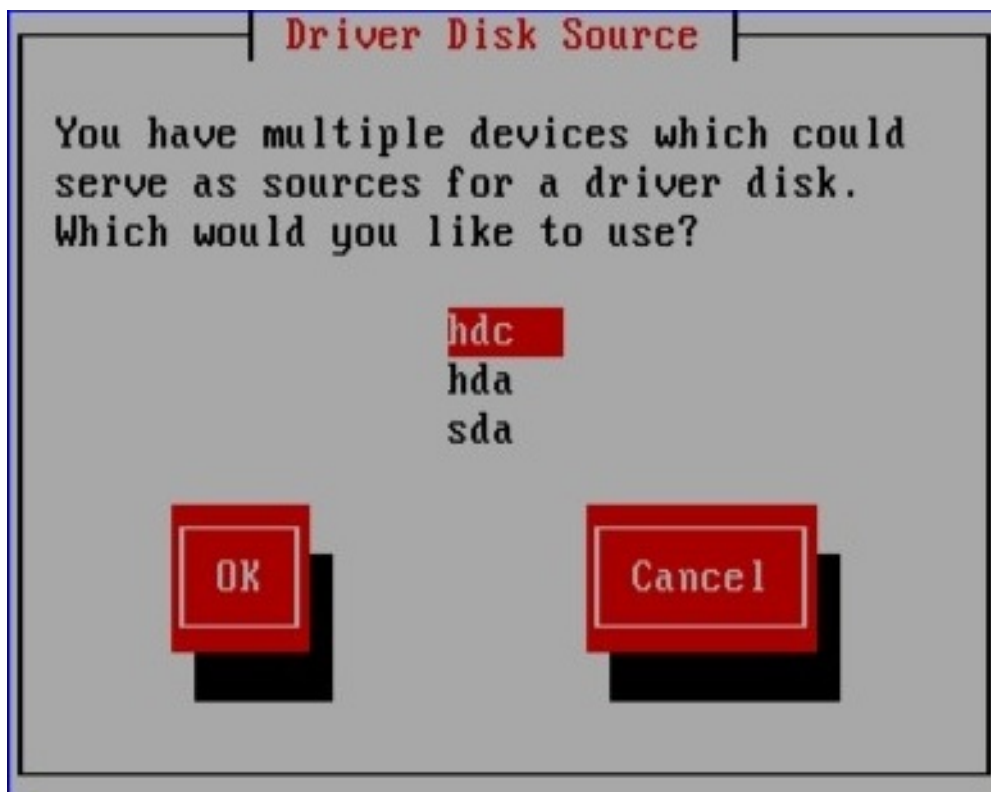 Driver Disk Source
You have multiple devices which could
serve as sources for a driver disk.
Which would you like to use?
hdc
hda
sda
OK
Cancel